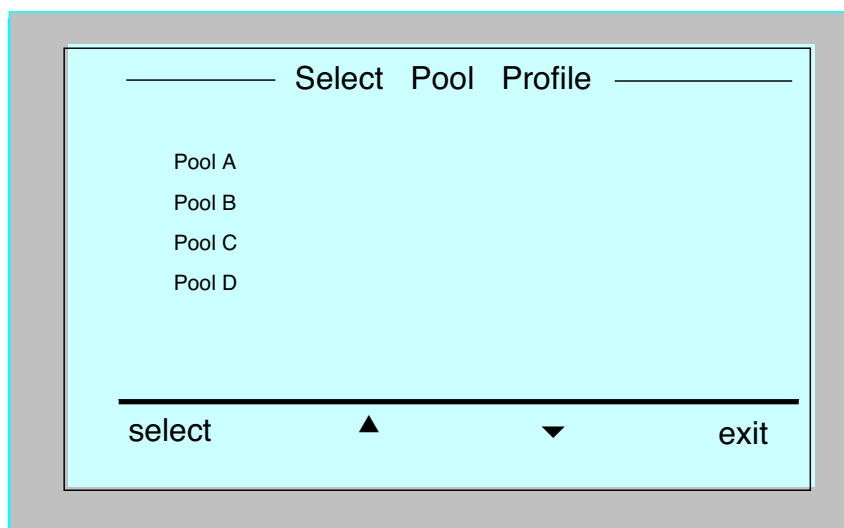 Select Pool Profile
Pool A
Pool B
Pool C
Pool D
select ▲ ▼ exit